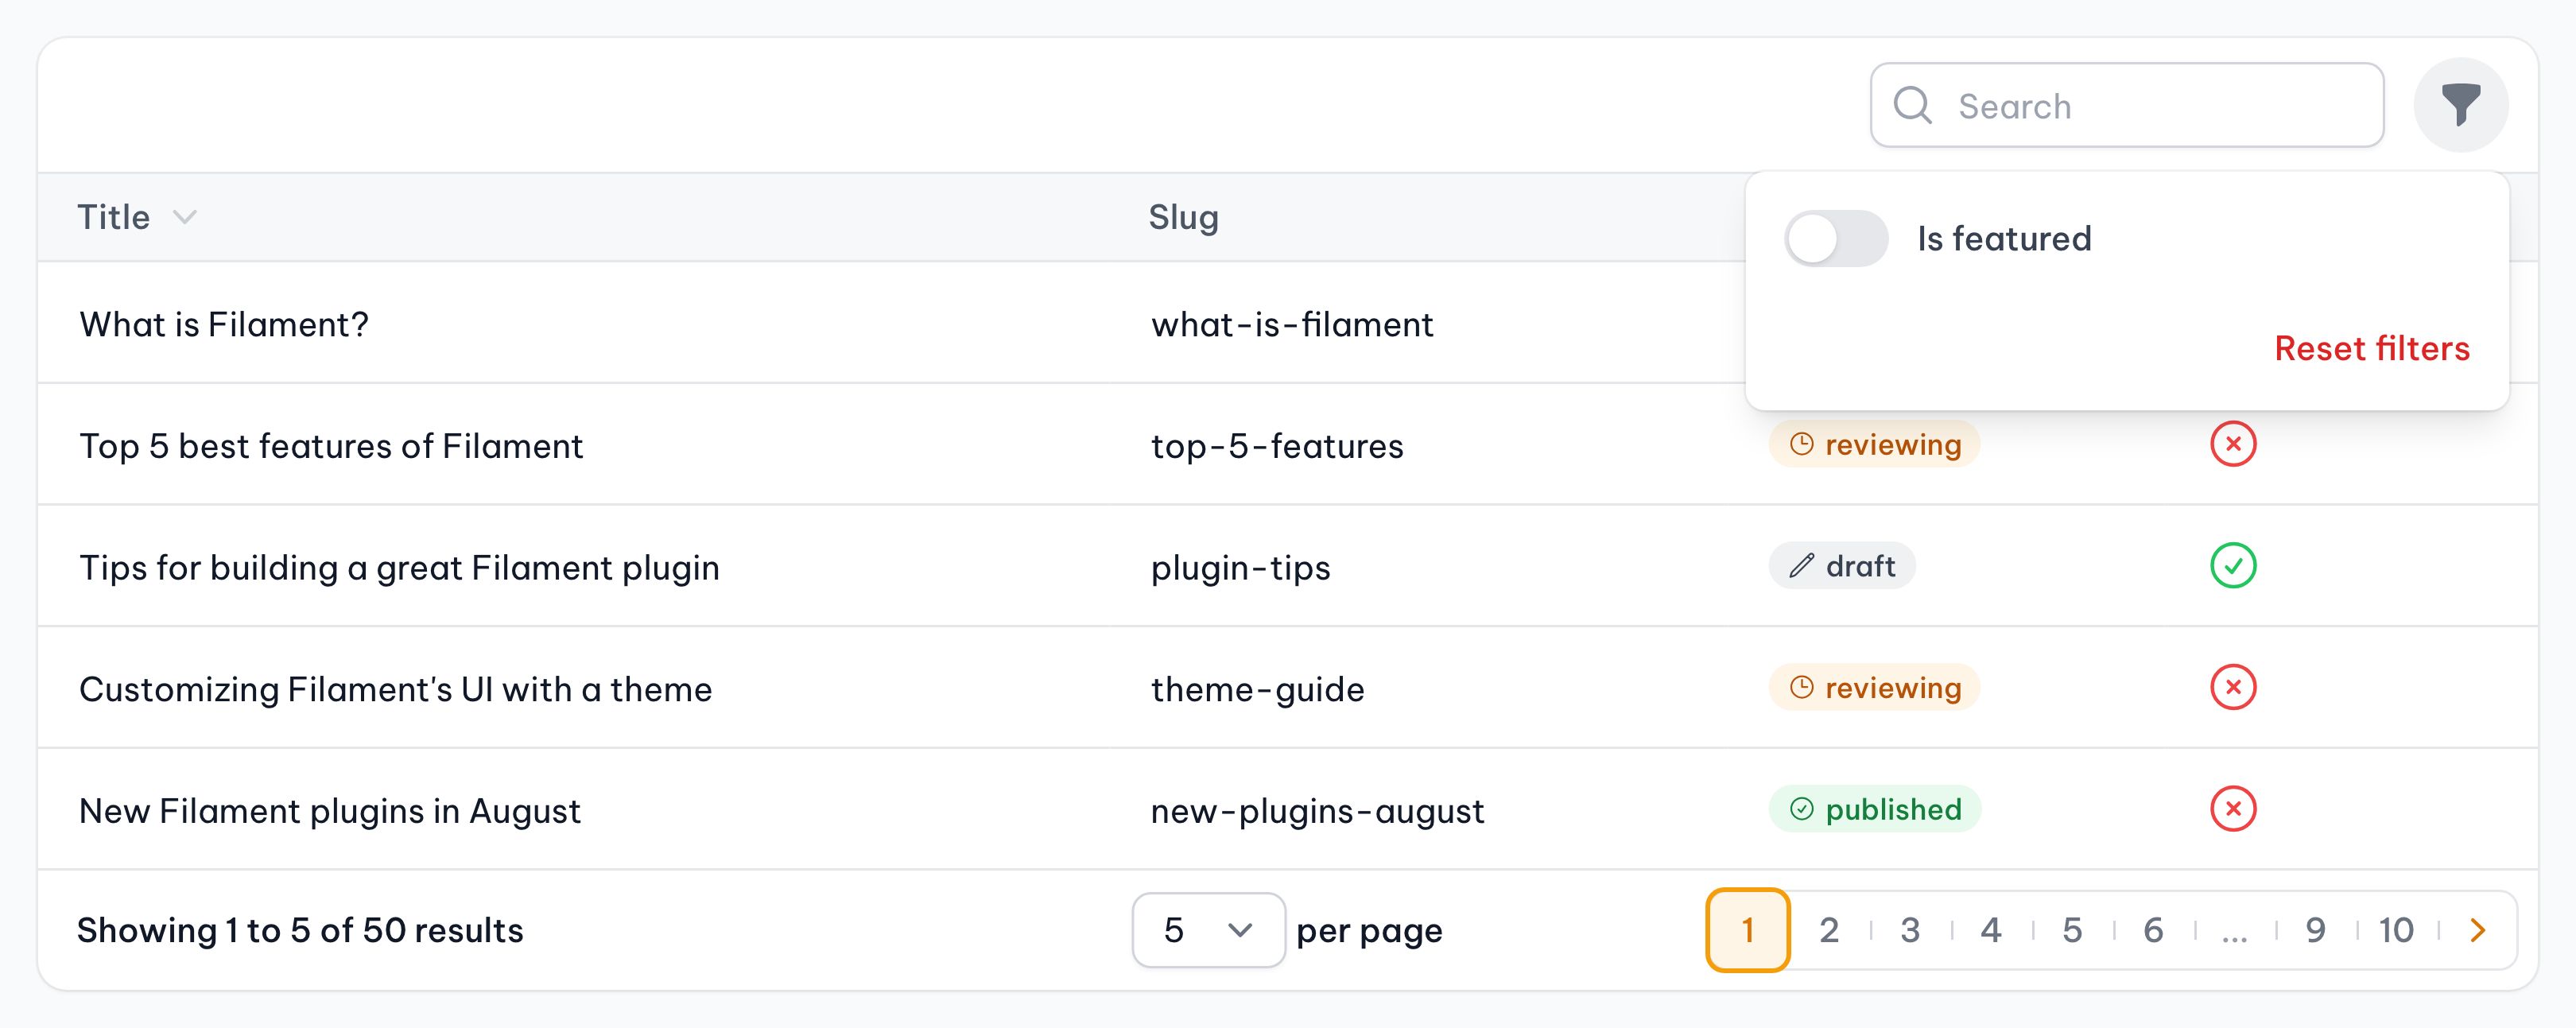 Search
Title Slug
Is featured
What is Filament? what-is-filament
Reset filters
Top 5 best features of Filament top-5-features reviewing
Tips for building a great Filament plugin plugin-tips draft
Customizing Filament's UI with a theme theme-guide reviewing
New Filament plugins in August new-plugins-august published
Showing 1 to 5 of 50 results 5 per page 1 2 3 4 5 6 ... 9 10